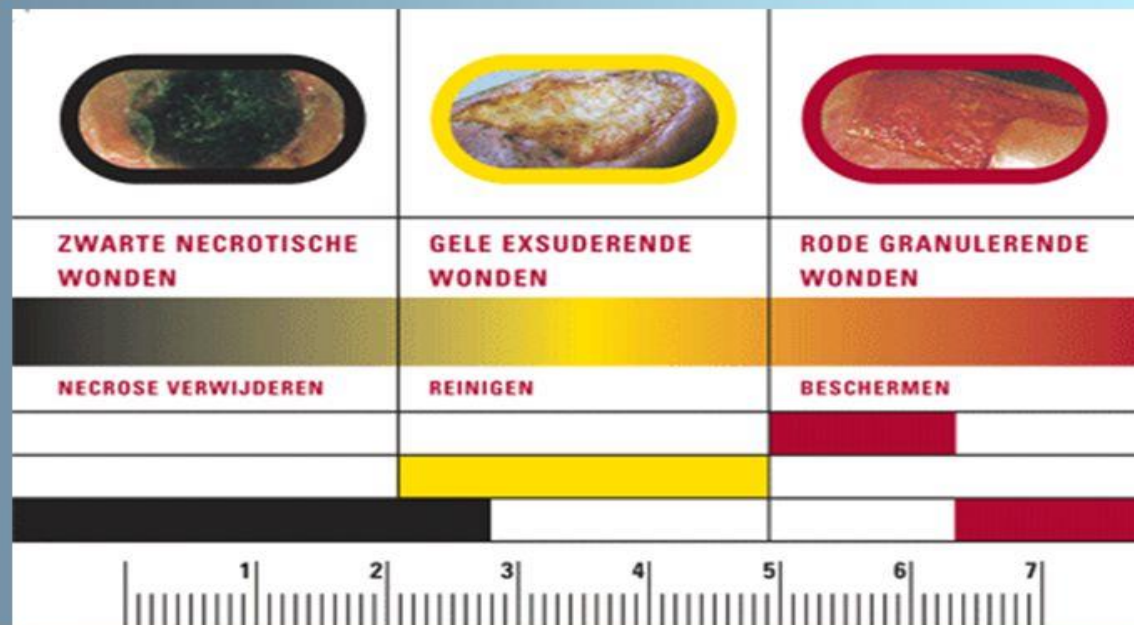 ZWARTE NECROTISCHE
WONDEN
GELE EXSUDERENDE
WONDEN
RODE GRANULERENDE
WONDEN
NECROSE VERWIJDEREN
REINIGEN
BESCHERMEN
1 2 3 4 5 6 7